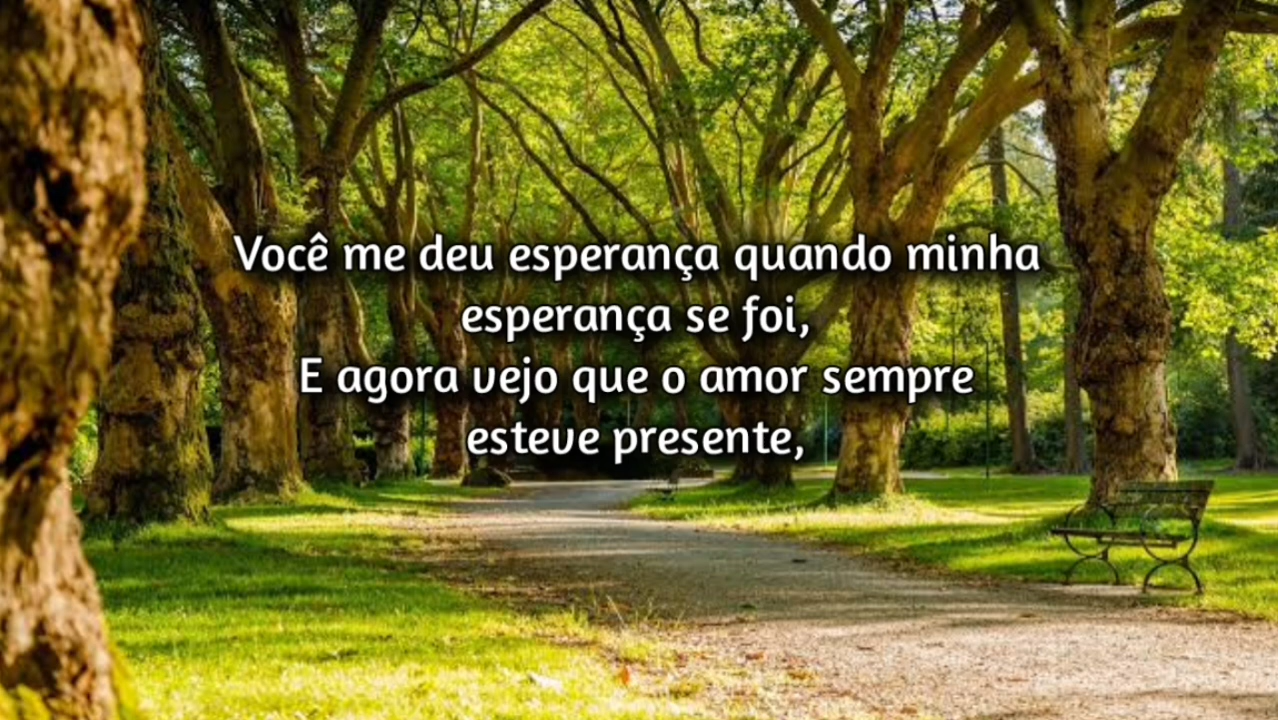 Você me deu esperança quando minha
esperança se foi,
E agora vejo que o amor sempre
esteve presente,